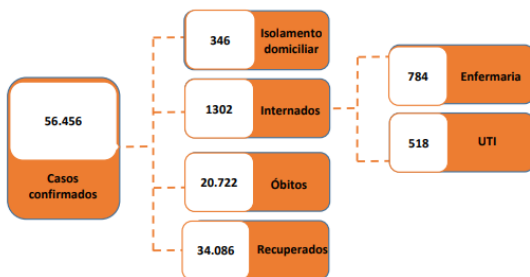 56.456
Casos
confirmados
346
Isolamento
domiciliar
1302
Internados
20.722
Óbitos
34.086
Recuperados
784
Enfermaria
518
UTI